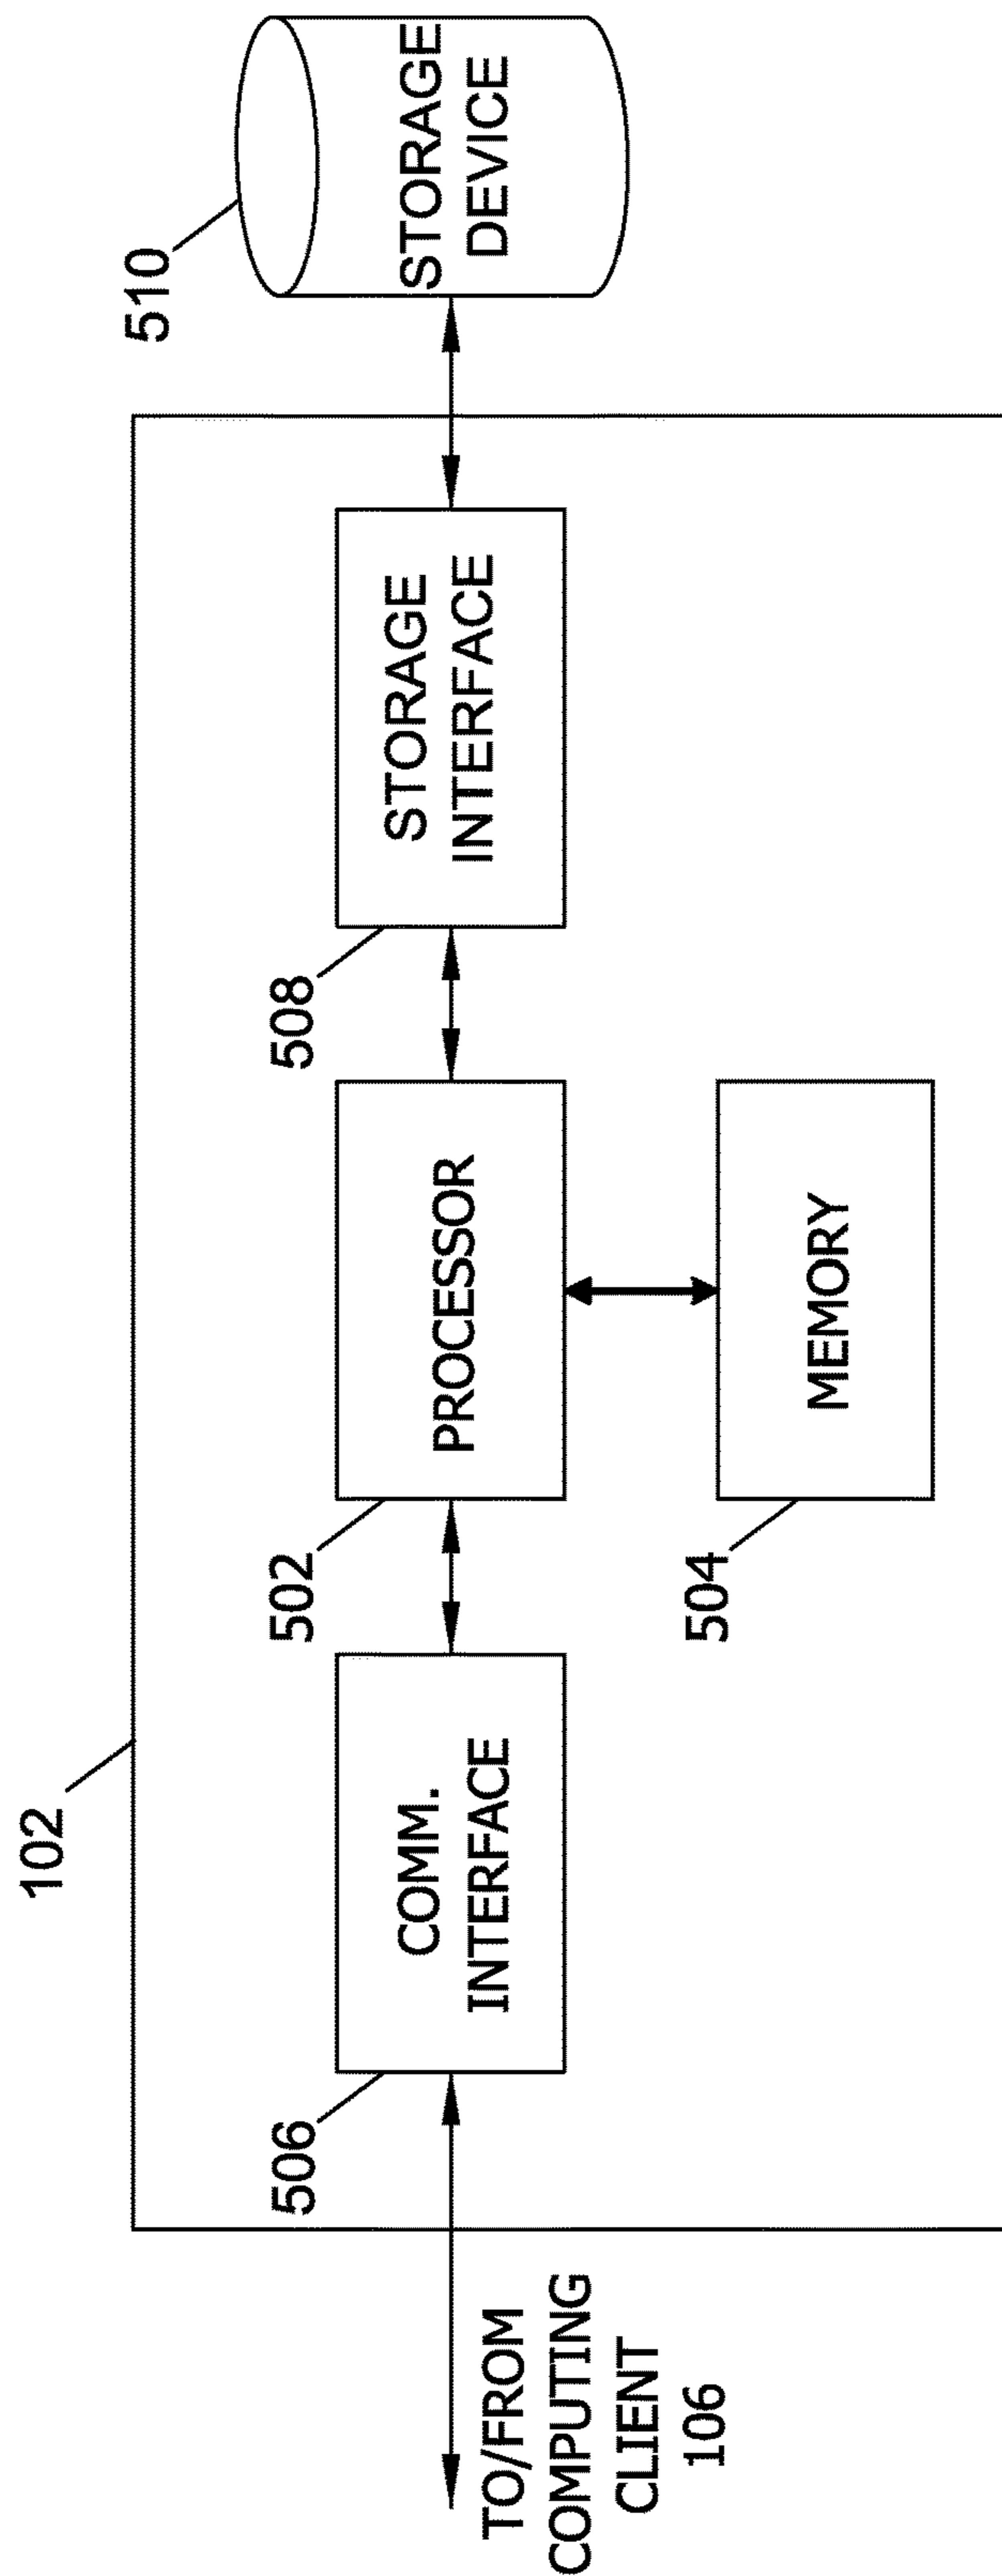 102
506
COMM.
INTERFACE
502
PROCESSOR
508
STORAGE
INTERFACE
510
STORAGE
DEVICE
504
MEMORY
TO/FROM
COMPUTING
CLIENT
106